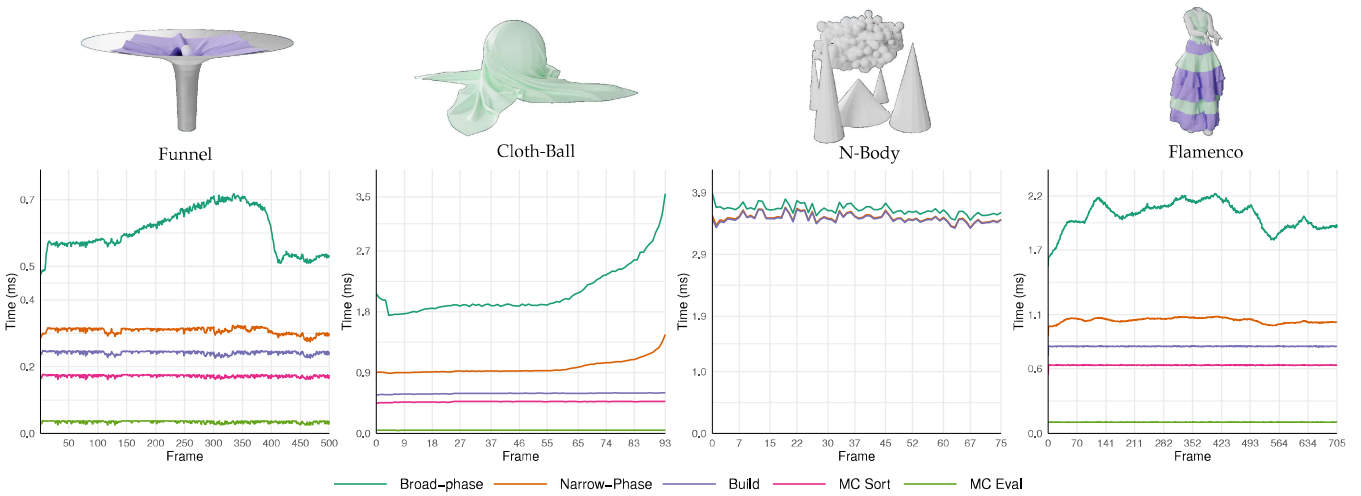 Funnel
Cloth-Ball
N-Body
Flamenco
Time (ms)
0.7
0.5
0.4
0.2
0.0
50 100 150 200 250 300 350 400 450 500
Frame
Time (ms)
3.5
2.7
1.8
0.9
0.0
0 9 18 27 37 46 55 65 74 83 93
Frame
Time (ms)
3.9
2.9
1.9
1.0
0.0
0 7 15 22 30 37 45 52 60 67 75
Frame
Time (ms)
2.2
1.7
1.1
0.6
0.0
0 70 141 211 282 352 423 493 564 634 705
Frame
Broad-phase Narrow-Phase Build MC Sort MC Eval